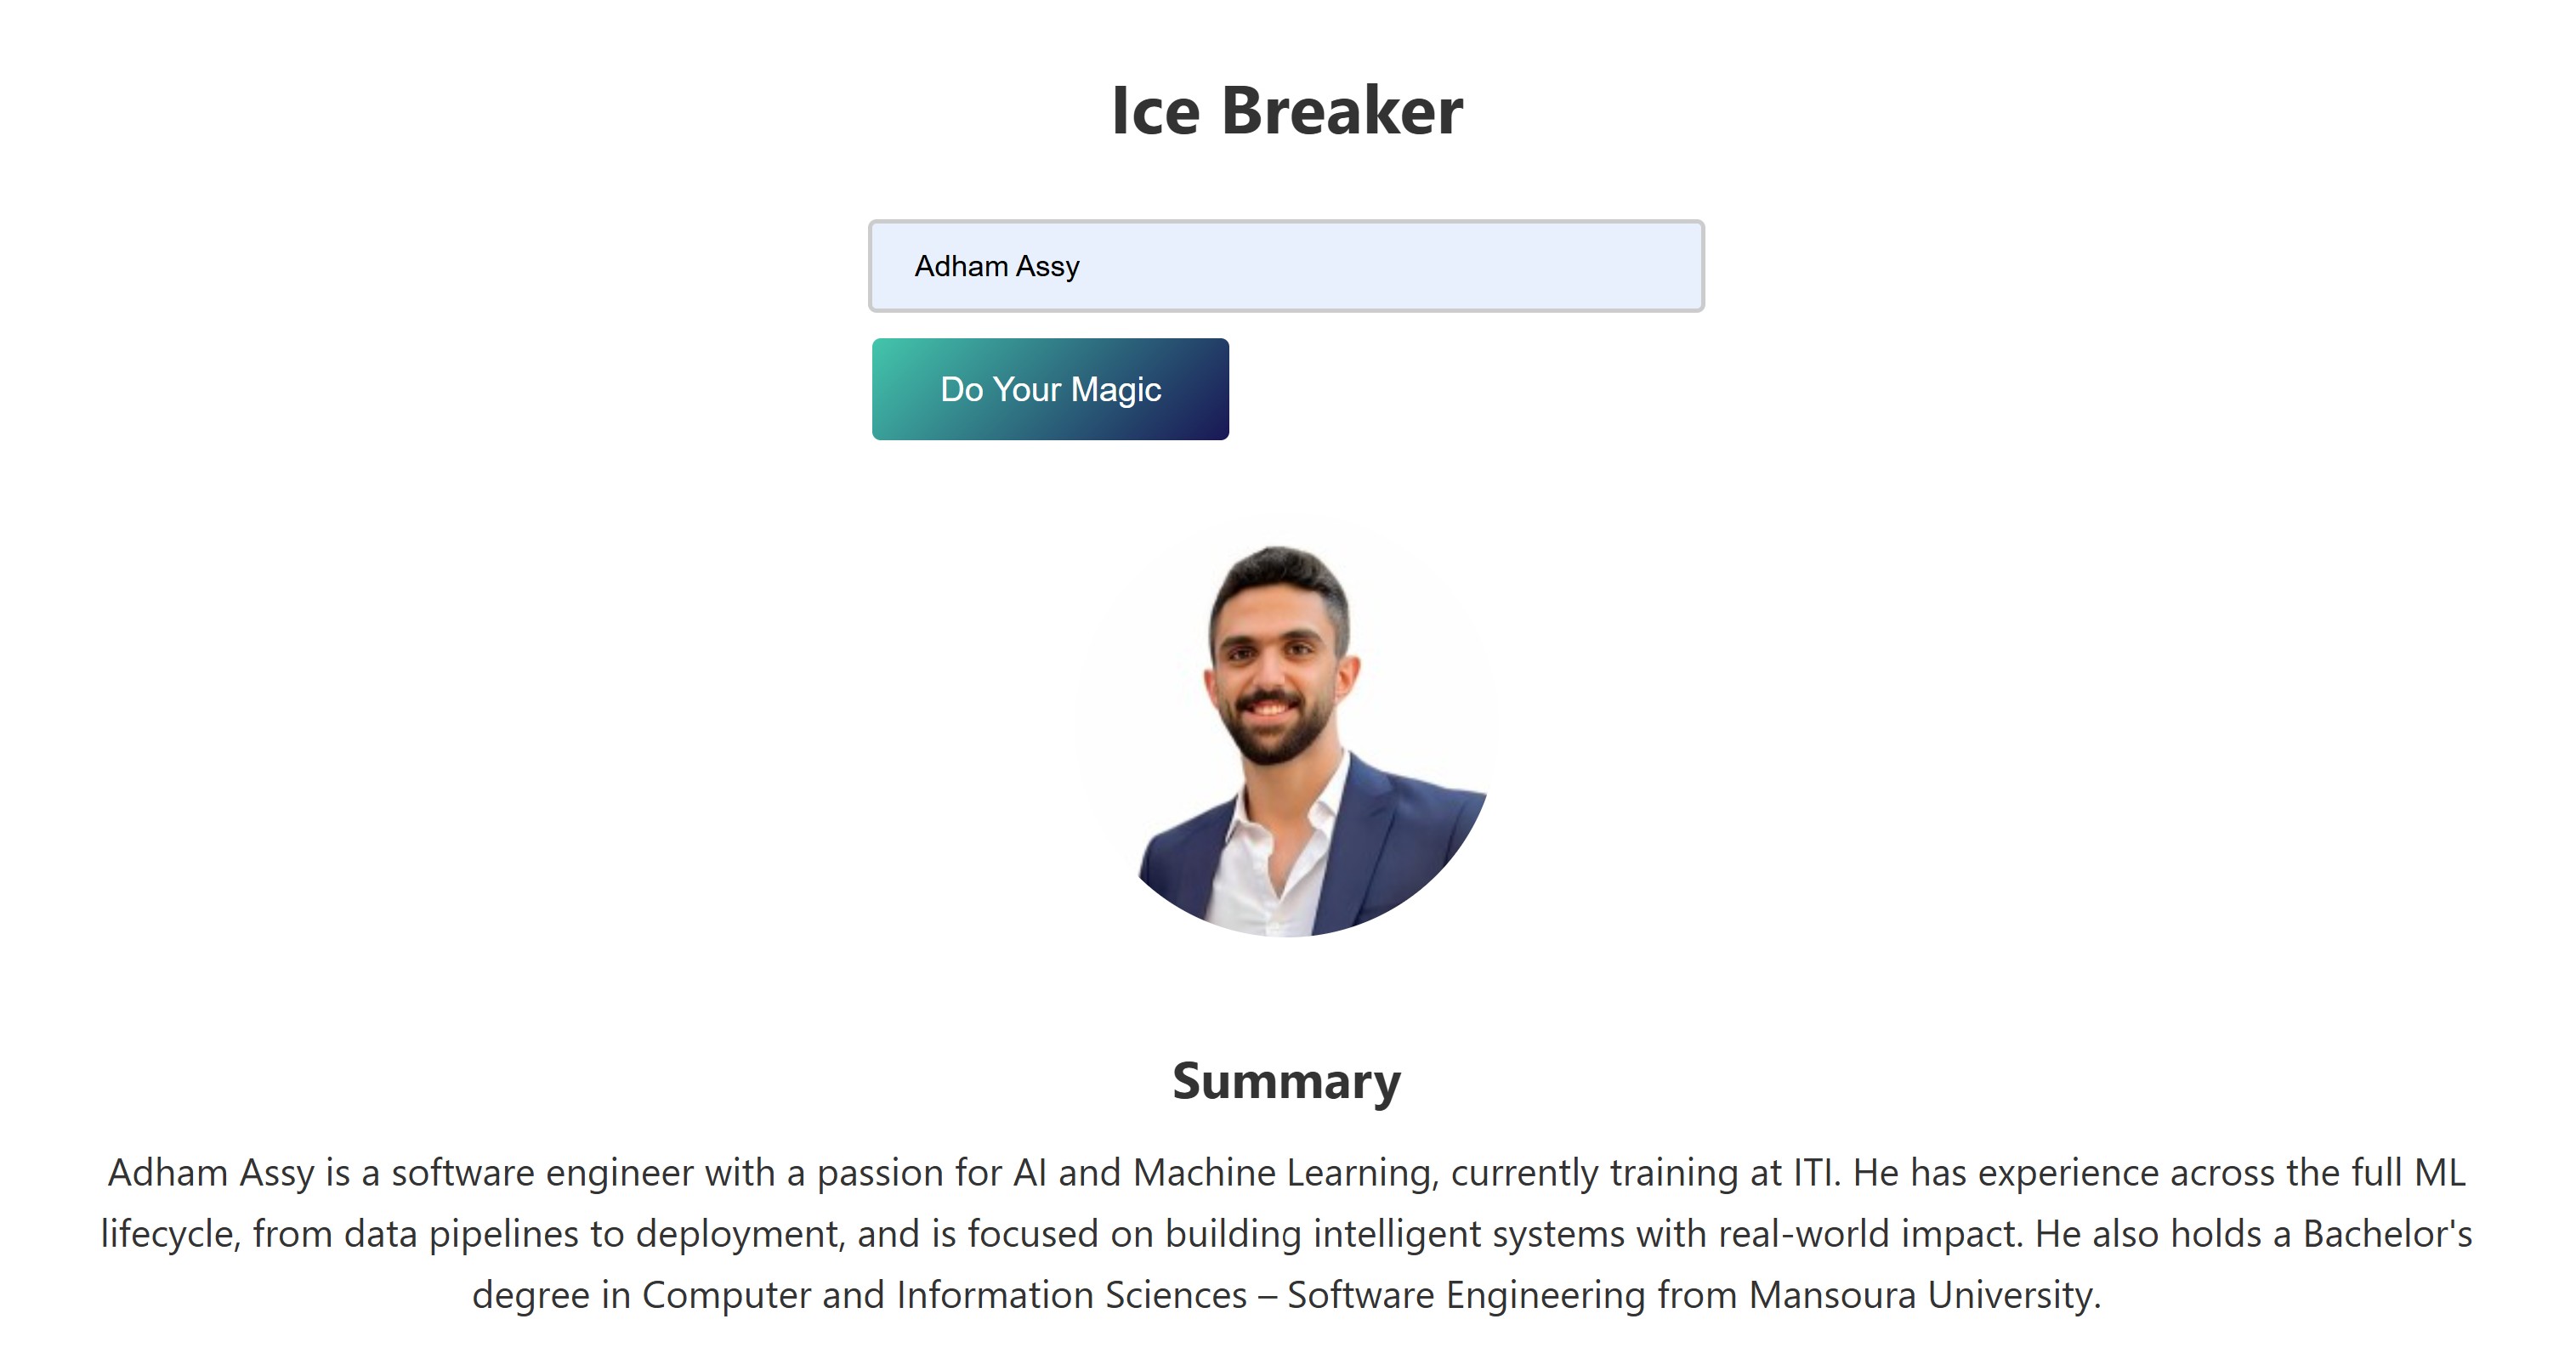 Ice Breaker
Adham Assy
Do Your Magic
Summary
Adham Assy is a software engineer with a passion for AI and Machine Learning, currently training at ITI. He has experience across the full ML
lifecycle, from data pipelines to deployment, and is focused on building intelligent systems with real-world impact. He also holds a Bachelor's
degree in Computer and Information Sciences – Software Engineering from Mansoura University.